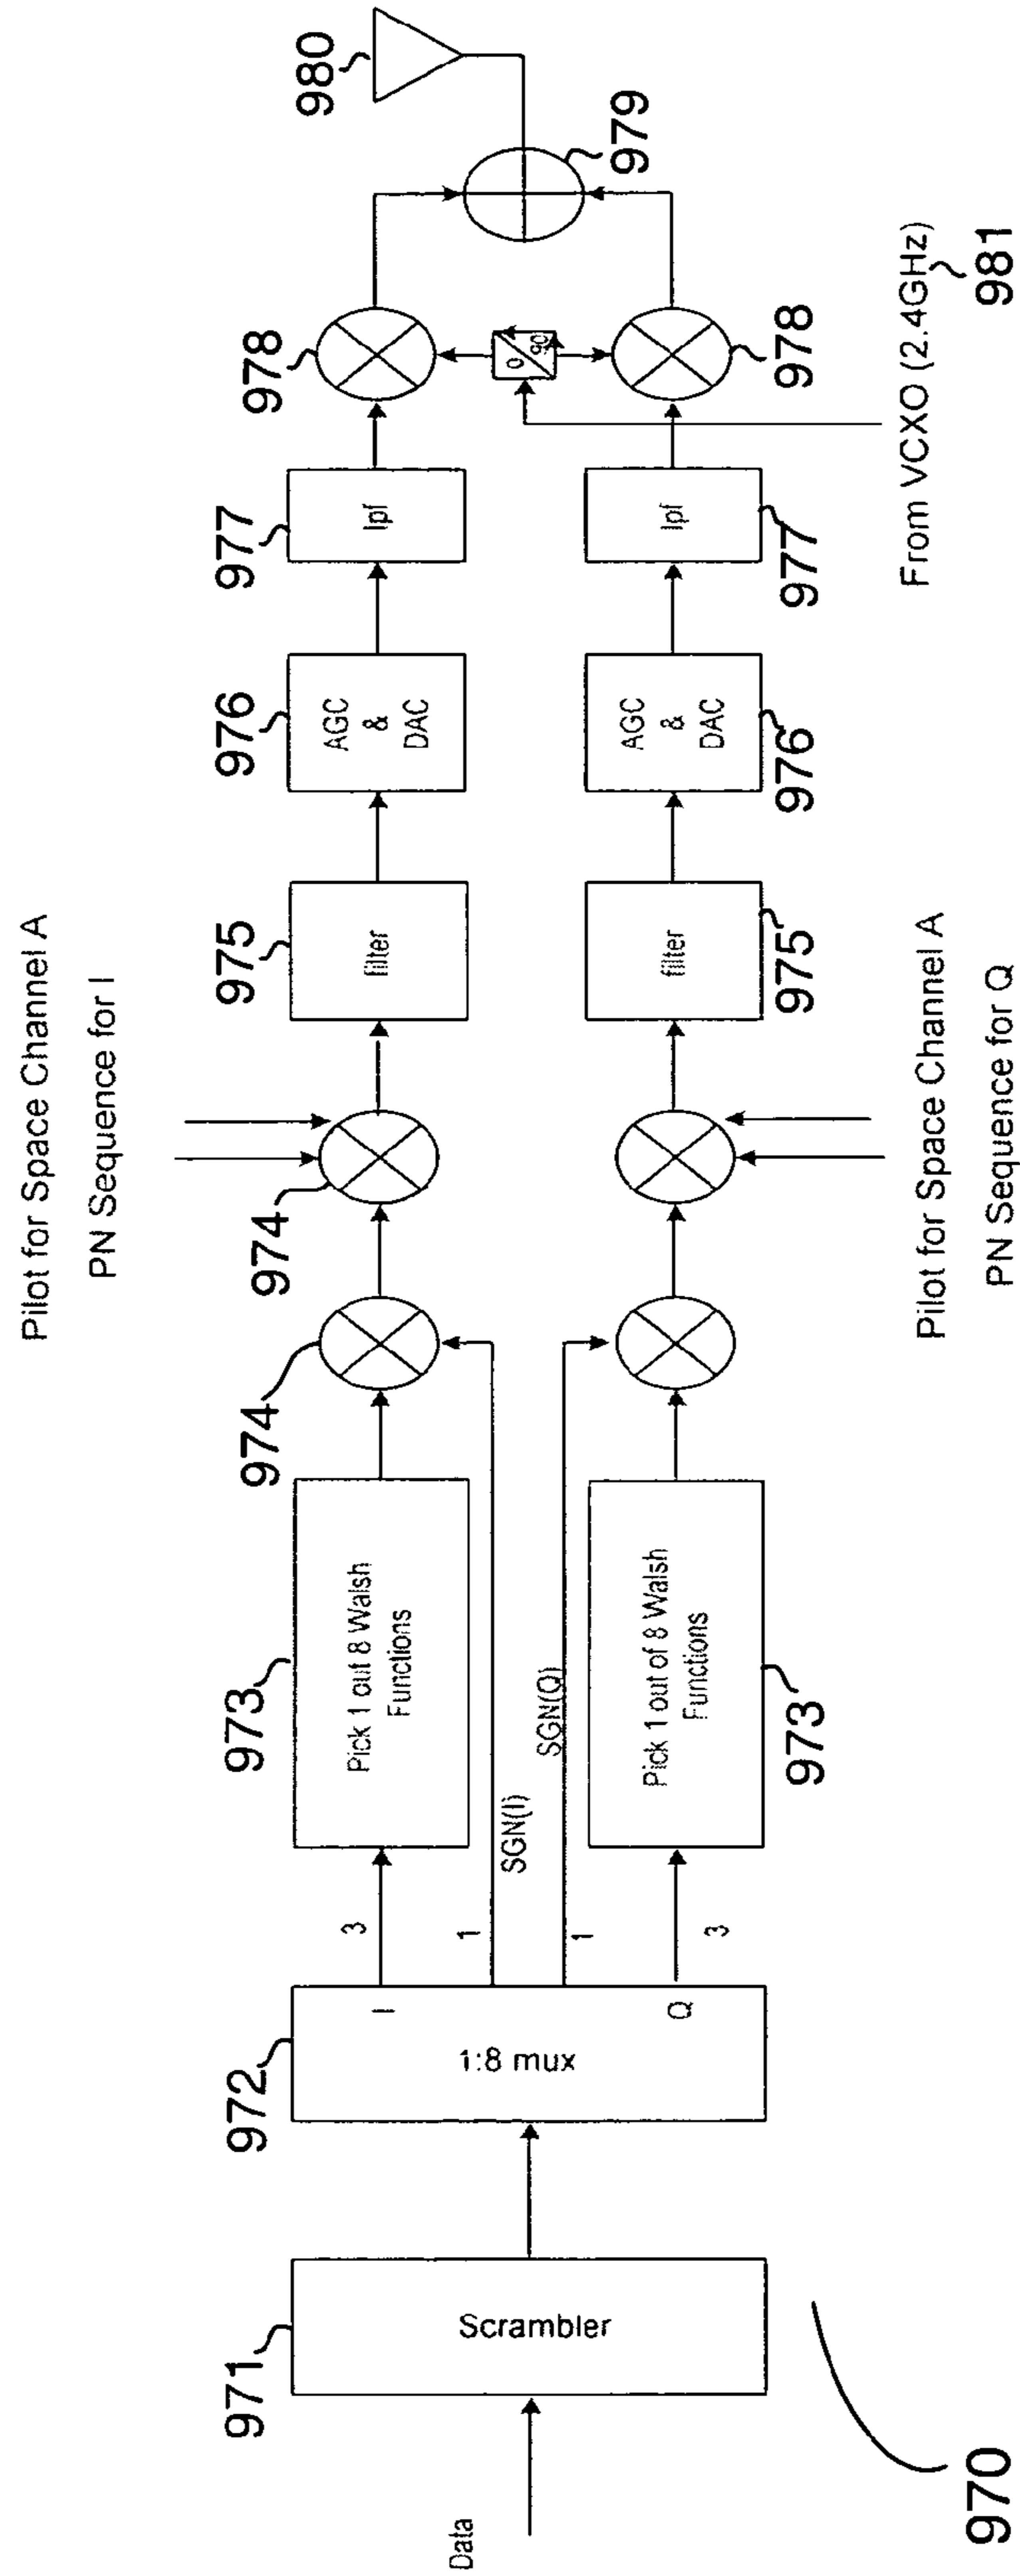 Pilot for Space Channel A
PN Sequence for I
Data
971
Scrambler
972
1:8 mux
I
Q
3
1
1
3
SGN(I)
SGN(Q)
973
Pick 1 out 8 Walsh
Functions
Pick 1 out of 8 Walsh
Functions
973
974
974
975
filter
filter
975
976
AGC
&
DAC
AGC
&
DAC
976
977
lpf
lpf
977
978
0
90
978
979
980
From VCXO (2.4GHz)
981
Pilot for Space Channel A
PN Sequence for Q
970